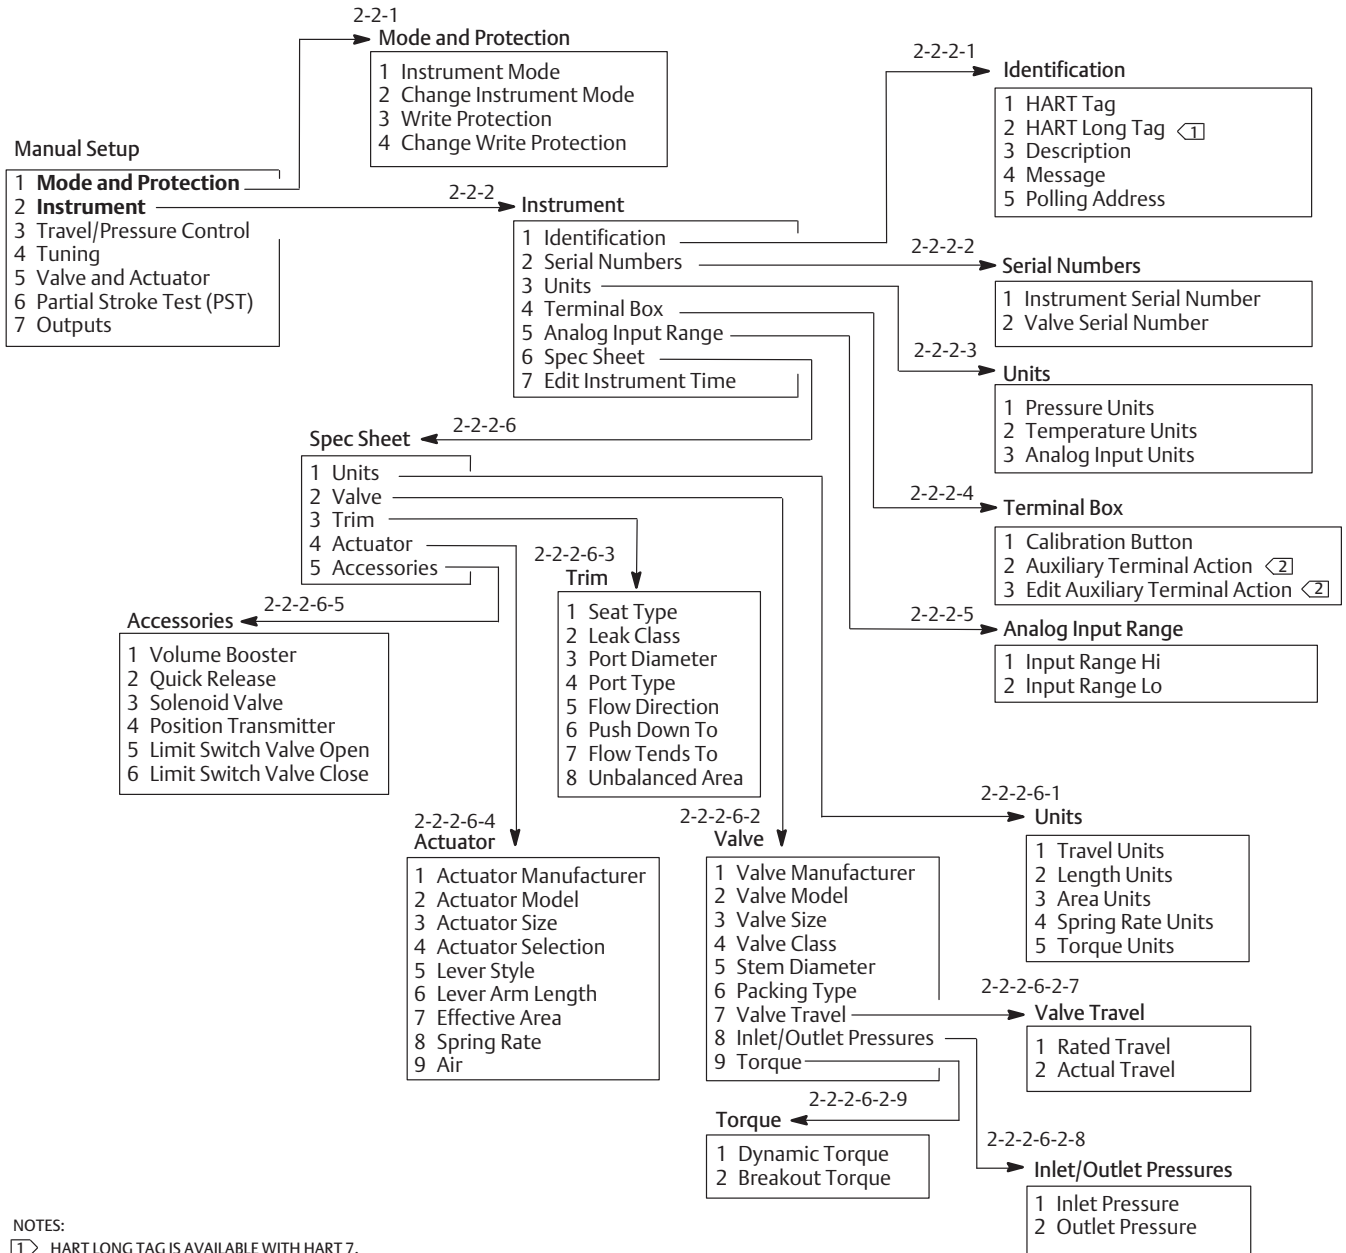 2-2-1
Mode and Protection
1 Instrument Mode
2 Change Instrument Mode
3 Write Protection
4 Change Write Protection
Manual Setup
1 Mode and Protection
2 Instrument
3 Travel/Pressure Control
4 Tuning
5 Valve and Actuator
6 Partial Stroke Test (PST)
7 Outputs
2-2-2
Instrument
1 Identification
2 Serial Numbers
3 Units
4 Terminal Box
5 Analog Input Range
6 Spec Sheet
7 Edit Instrument Time
2-2-2-1
Identification
1 HART Tag
2 HART Long Tag 1
3 Description
4 Message
5 Polling Address
2-2-2-2
Serial Numbers
1 Instrument Serial Number
2 Valve Serial Number
2-2-2-3
Units
1 Pressure Units
2 Temperature Units
3 Analog Input Units
2-2-2-4
Terminal Box
1 Calibration Button
2 Auxiliary Terminal Action 2
3 Edit Auxiliary Terminal Action 2
2-2-2-5
Analog Input Range
1 Input Range Hi
2 Input Range Lo
2-2-2-6
Spec Sheet
1 Units
2 Valve
3 Trim
4 Actuator
5 Accessories
2-2-2-6-5
Accessories
1 Volume Booster
2 Quick Release
3 Solenoid Valve
4 Position Transmitter
5 Limit Switch Valve Open
6 Limit Switch Valve Close
2-2-2-6-3
Trim
1 Seat Type
2 Leak Class
3 Port Diameter
4 Port Type
5 Flow Direction
6 Push Down To
7 Flow Tends To
8 Unbalanced Area
2-2-2-6-4
Actuator
1 Actuator Manufacturer
2 Actuator Model
3 Actuator Size
4 Actuator Selection
5 Lever Style
6 Lever Arm Length
7 Effective Area
8 Spring Rate
9 Air
2-2-2-6-2
Valve
1 Valve Manufacturer
2 Valve Model
3 Valve Size
4 Valve Class
5 Stem Diameter
6 Packing Type
7 Valve Travel
8 Inlet/Outlet Pressures
9 Torque
2-2-2-6-1
Units
1 Travel Units
2 Length Units
3 Area Units
4 Spring Rate Units
5 Torque Units
2-2-2-6-2-7
Valve Travel
1 Rated Travel
2 Actual Travel
2-2-2-6-2-9
Torque
1 Dynamic Torque
2 Breakout Torque
2-2-2-6-2-8
Inlet/Outlet Pressures
1 Inlet Pressure
2 Outlet Pressure
NOTES:
1 HART LONG TAG IS AVAILABLE WITH HART 7.